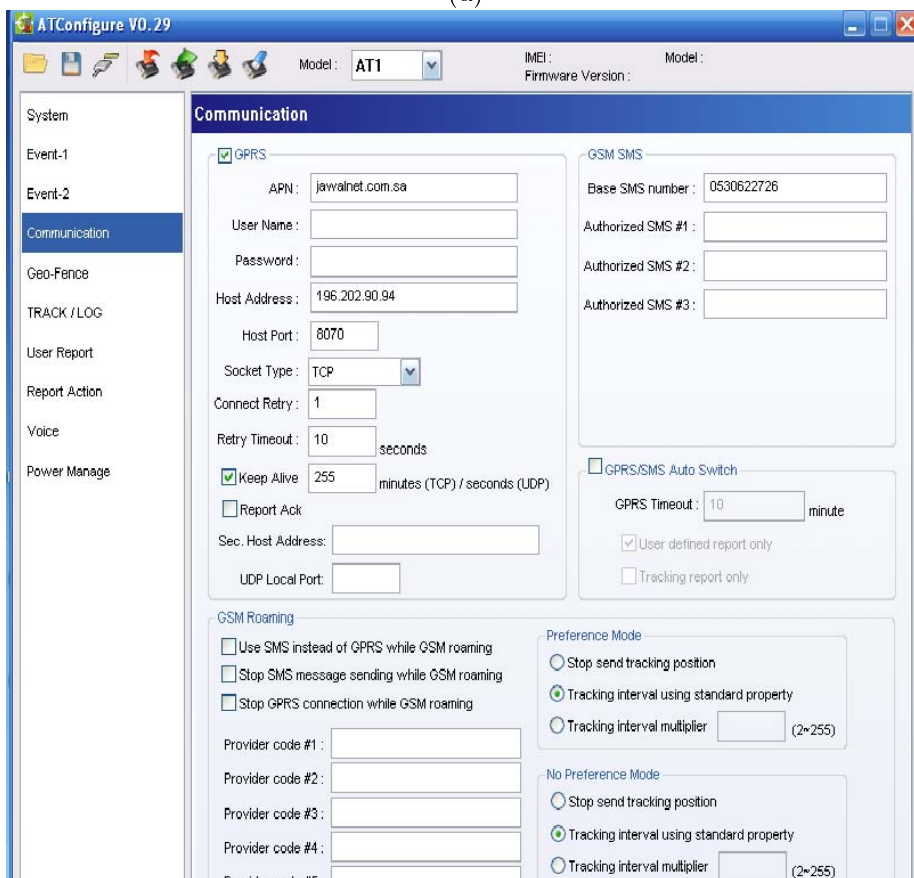 (a)
ATConfigure V0.29
Model : AT1
IMEI :
Model :
Firmware Version :
System
Event-1
Event-2
Communication
Geo-Fence
TRACK / LOG
User Report
Report Action
Voice
Power Manage
Communication
GPRS
APN : jawalnet.com.sa
User Name :
Password :
Host Address : 196.202.90.94
Host Port : 8070
Socket Type : TCP
Connect Retry : 1
Retry Timeout : 10 seconds
Keep Alive 255 minutes (TCP) / seconds (UDP)
Report Ack
Sec. Host Address:
UDP Local Port:
GSM SMS
Base SMS number : 0530622726
Authorized SMS #1 :
Authorized SMS #2 :
Authorized SMS #3 :
GPRS/SMS Auto Switch
GPRS Timeout : 10 minute
User defined report only
Tracking report only
GSM Roaming
Use SMS instead of GPRS while GSM roaming
Stop SMS message sending while GSM roaming
Stop GPRS connection while GSM roaming
Provider code #1 :
Provider code #2 :
Provider code #3 :
Provider code #4 :
Preference Mode
Stop send tracking position
Tracking interval using standard property
Tracking interval multiplier (2~255)
No Preference Mode
Stop send tracking position
Tracking interval using standard property
Tracking interval multiplier (2~255)